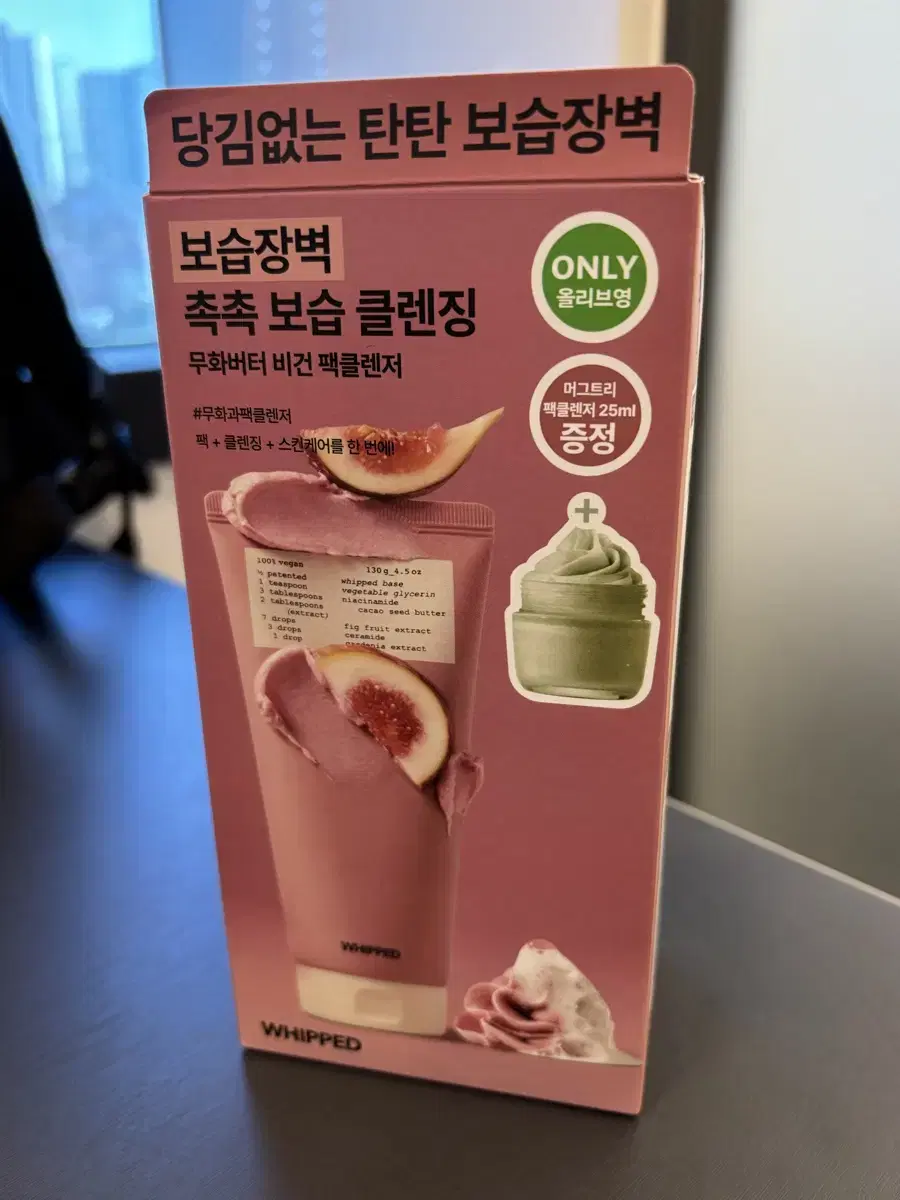 당김없는 탄탄 보습장벽
보습장벽
촉촉 보습 클렌징
무화버터 비건 팩클렌저
#무화과팩클렌저
팩 + 클렌징 + 스킨케어를 한 번에!
ONLY
올리브영
머그트리
팩클렌저 25ml
증정
+
100% vegan 130g_4.5oz
½ patented whipped base
1 teaspoon vegetable glycerin
3 tablespoons niacinamide
2 tablespoons cacao seed butter
(extract)
7 drops fig fruit extract
3 drops ceramide
1 drop gardenia extract
WHIPPED
WHIPPED